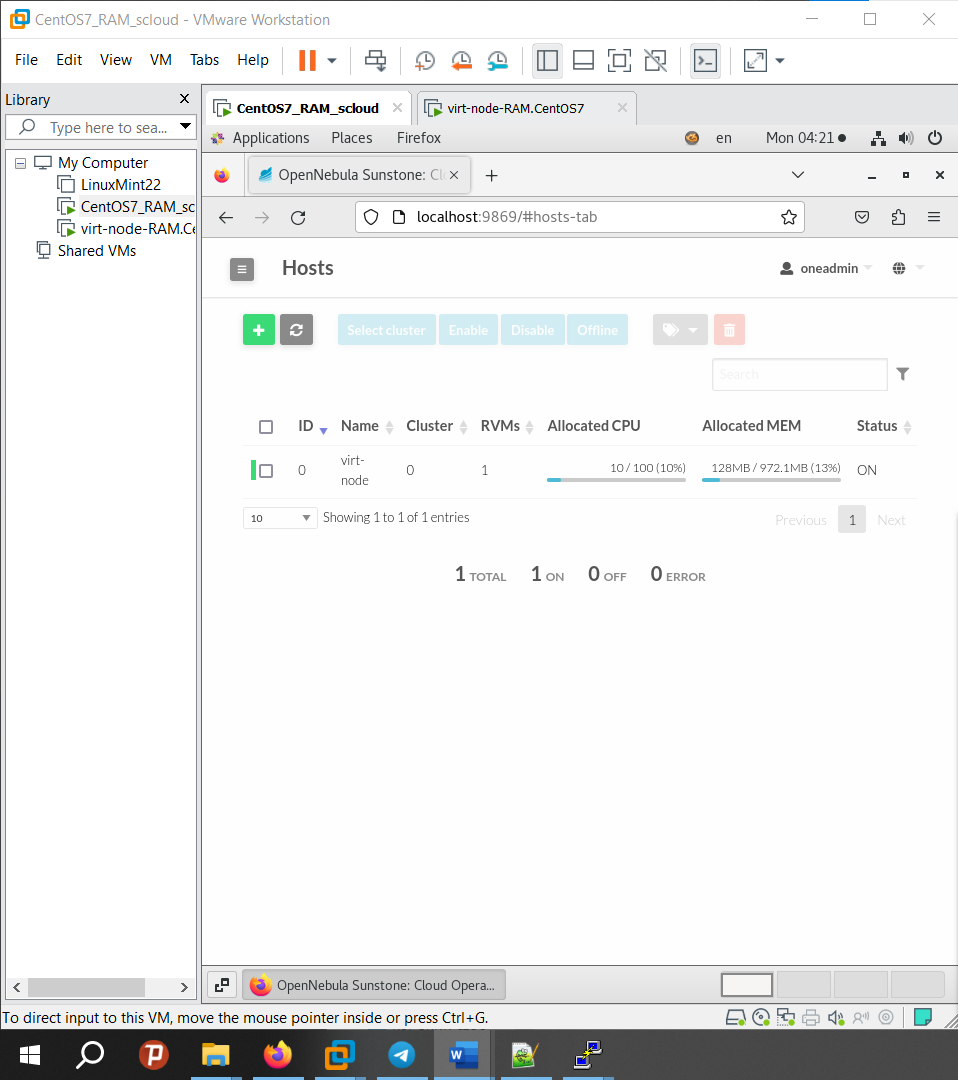 CentOS7_RAM_scloud - VMware Workstation
File Edit View VM Tabs Help
Library
Type here to sea...
My Computer
LinuxMint22
CentOS7_RAM_sc
virt-node-RAM.Ce
Shared VMs
CentOS7_RAM_scloud
virt-node-RAM.CentOS7
Applications Places Firefox en Mon 04:21
OpenNebula Sunstone: Clo
localhost:9869/#hosts-tab
Hosts
oneadmin
Select cluster Enable Disable Offline
Search
ID Name Cluster RVMs Allocated CPU Allocated MEM Status
0 virt-node 0 1 10 / 100 (10%) 128MB / 972.1MB (13%) ON
10 Showing 1 to 1 of 1 entries
Previous 1 Next
1 TOTAL 1 ON 0 OFF 0 ERROR
OpenNebula Sunstone: Cloud Opera...
To direct input to this VM, move the mouse pointer inside or press Ctrl+G.